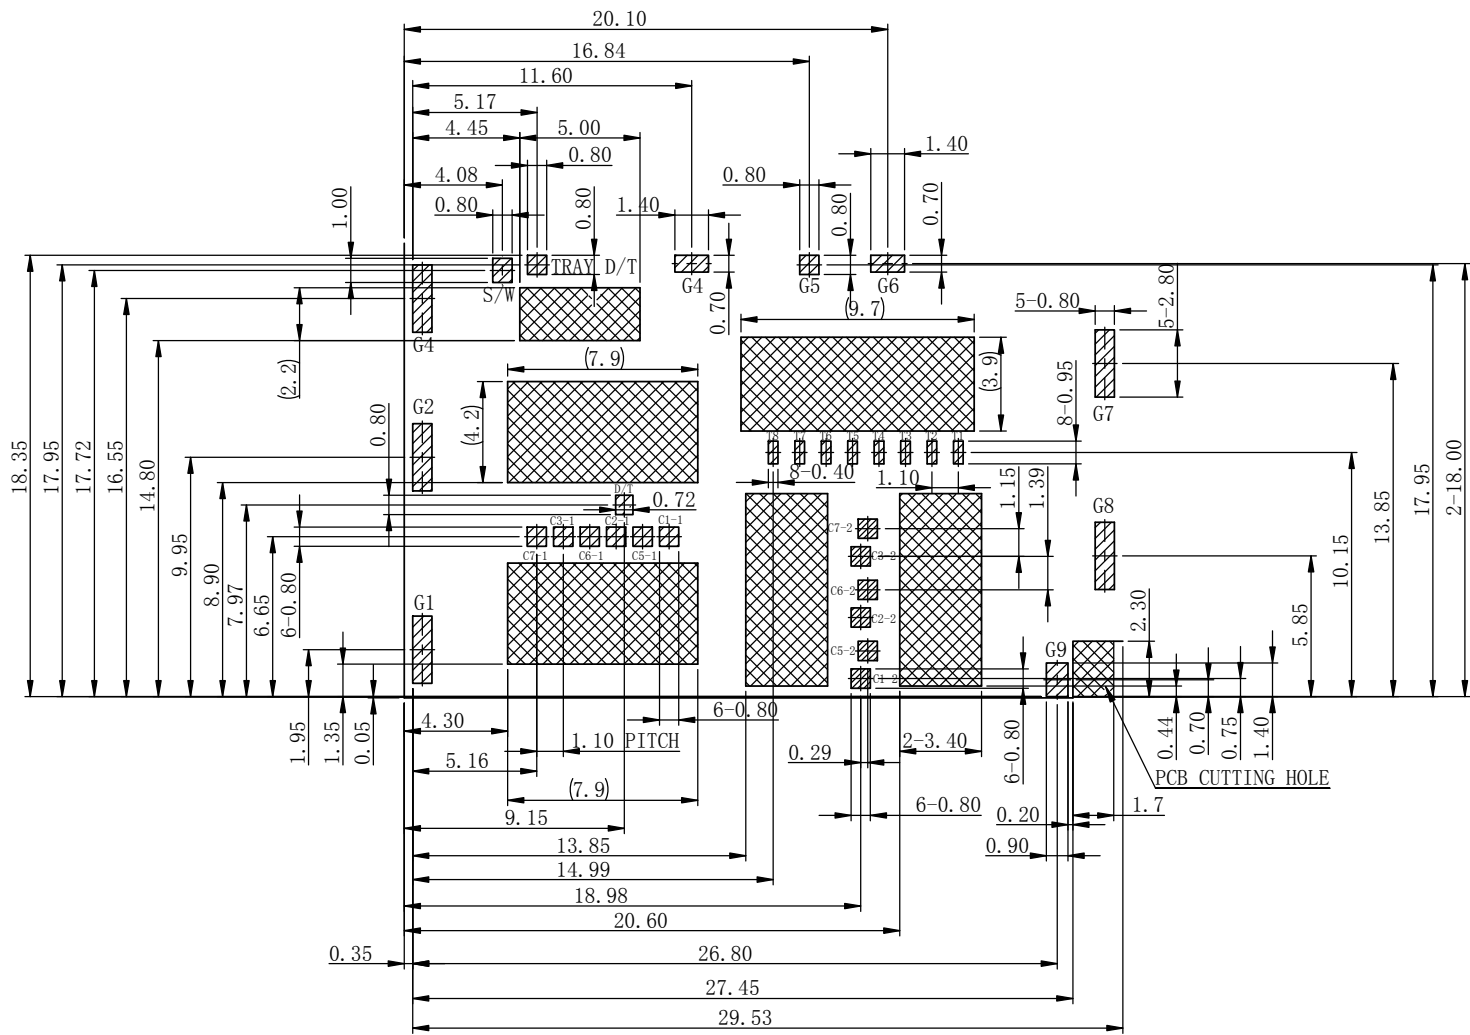 20.10
16.84
11.60
5.17
4.45
5.00
0.80
1.40
4.08
0.80
1.00
0.80
0.80
1.40
0.80
0.70
TRAY D/T
S/W
G4
G5
G6
0.70
G4
(9.7)
5-0.80
5-2.80
(2.2)
(7.9)
(3.9)
G7
8-0.95
G2
0.80
(4.2)
T8
T7
T6
T5
T4
T3
T2
T1
18.35
17.95
17.72
16.55
14.80
9.95
8.90
7.97
6.65
6-0.80
8-0.40
1.10
1.15
1.39
17.95
2-18.00
13.85
10.15
5.85
D/T
0.72
G8
C3-1
C2-1
C1-1
C7-1
C6-1
C5-1
C7-2
C3-2
C6-2
C2-2
C5-2
C1-2
G1
G9
2.30
1.95
1.35
0.05
4.30
6-0.80
1.10 PITCH
5.16
(7.9)
9.15
0.29
2-3.40
6-0.80
6-0.80
0.44
0.70
0.75
1.40
PCB CUTTING HOLE
1.7
0.20
0.90
13.85
14.99
18.98
20.60
0.35
26.80
27.45
29.53